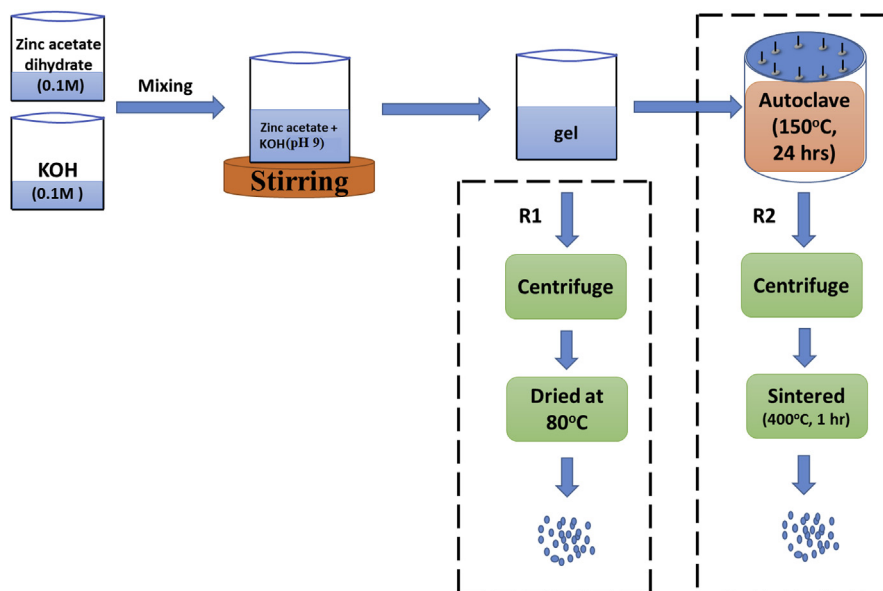 Zinc acetate
dihydrate
(0.1M)
KOH
(0.1M )
Mixing
Zinc acetate +
KOH(pH 9)
Stirring
gel
Autoclave
(150°C,
24 hrs)
R1
Centrifuge
Dried at
80°C
R2
Centrifuge
Sintered
(400°C, 1 hr)